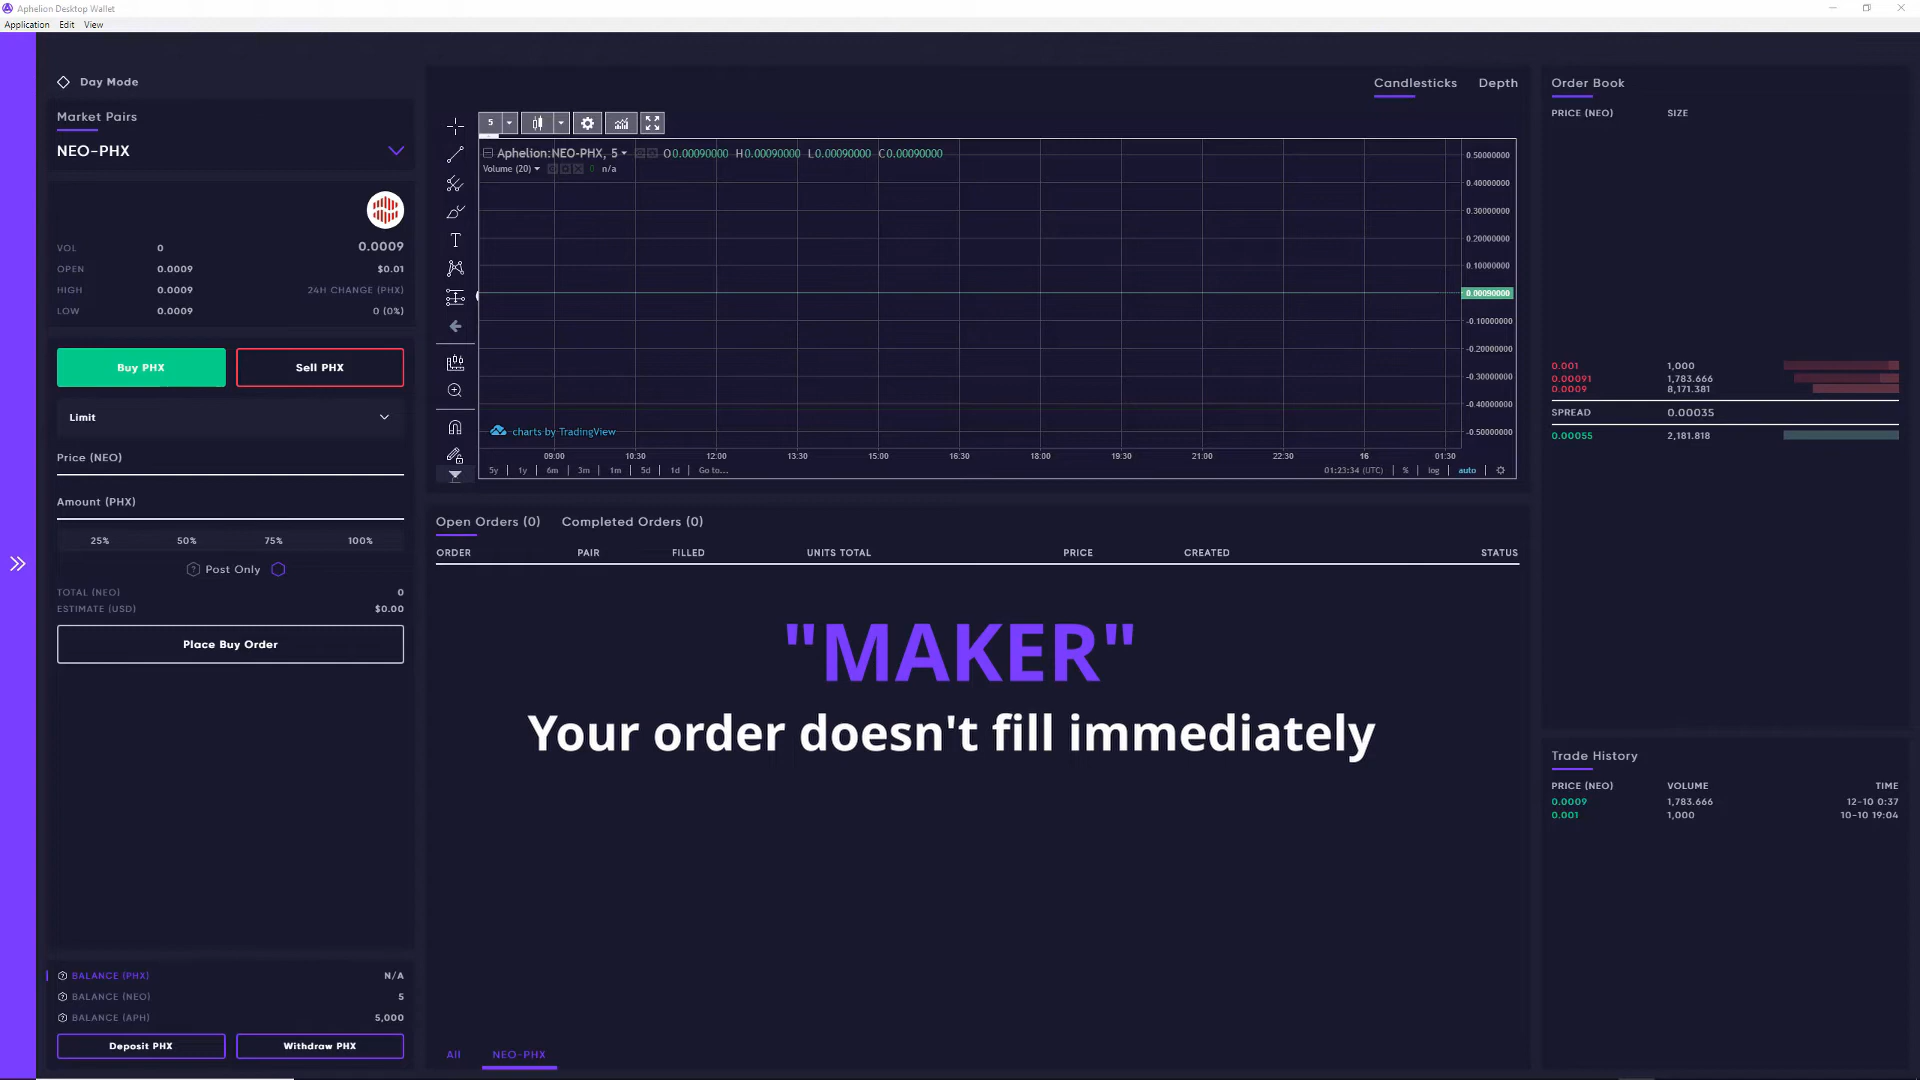 Aphelion Desktop Wallet
Application Edit View
Day Mode
Market Pairs
NEO-PHX
0.0009
VOL 0
OPEN 0.0009 $0.01
HIGH 0.0009 24H CHANGE (PHX)
LOW 0.0009 0 (0%)
Buy PHX Sell PHX
Limit
Price (NEO)
Amount (PHX)
25% 50% 75% 100%
Post Only
TOTAL (NEO) 0
ESTIMATE (USD) $0.00
Place Buy Order
BALANCE (PHX) N/A
BALANCE (NEO) 5
BALANCE (APH) 5,000
Deposit PHX Withdraw PHX
Candlesticks Depth
5
Aphelion:NEO-PHX, 5 O0.00090000 H0.00090000 L0.00090000 C0.00090000
Volume (20) 0 n/a
0.50000000
0.40000000
0.30000000
0.20000000
0.10000000
0.00090000
-0.10000000
-0.20000000
-0.30000000
-0.40000000
-0.50000000
charts by TradingView
09:00 10:30 12:00 13:30 15:00 16:30 18:00 19:30 21:00 22:30 16 01:30
5y 1y 6m 3m 1m 5d 1d Go to... 01:23:34 (UTC) % log auto
Open Orders (0) Completed Orders (0)
ORDER PAIR FILLED UNITS TOTAL PRICE CREATED STATUS
"MAKER"
Your order doesn't fill immediately
All NEO-PHX
Order Book
PRICE (NEO) SIZE
0.001 1,000
0.00091 1,783.666
0.0009 8,171.381
SPREAD 0.00035
0.00055 2,181.818
Trade History
PRICE (NEO) VOLUME TIME
0.0009 1,783.666 12-10 0:37
0.001 1,000 10-10 19:04